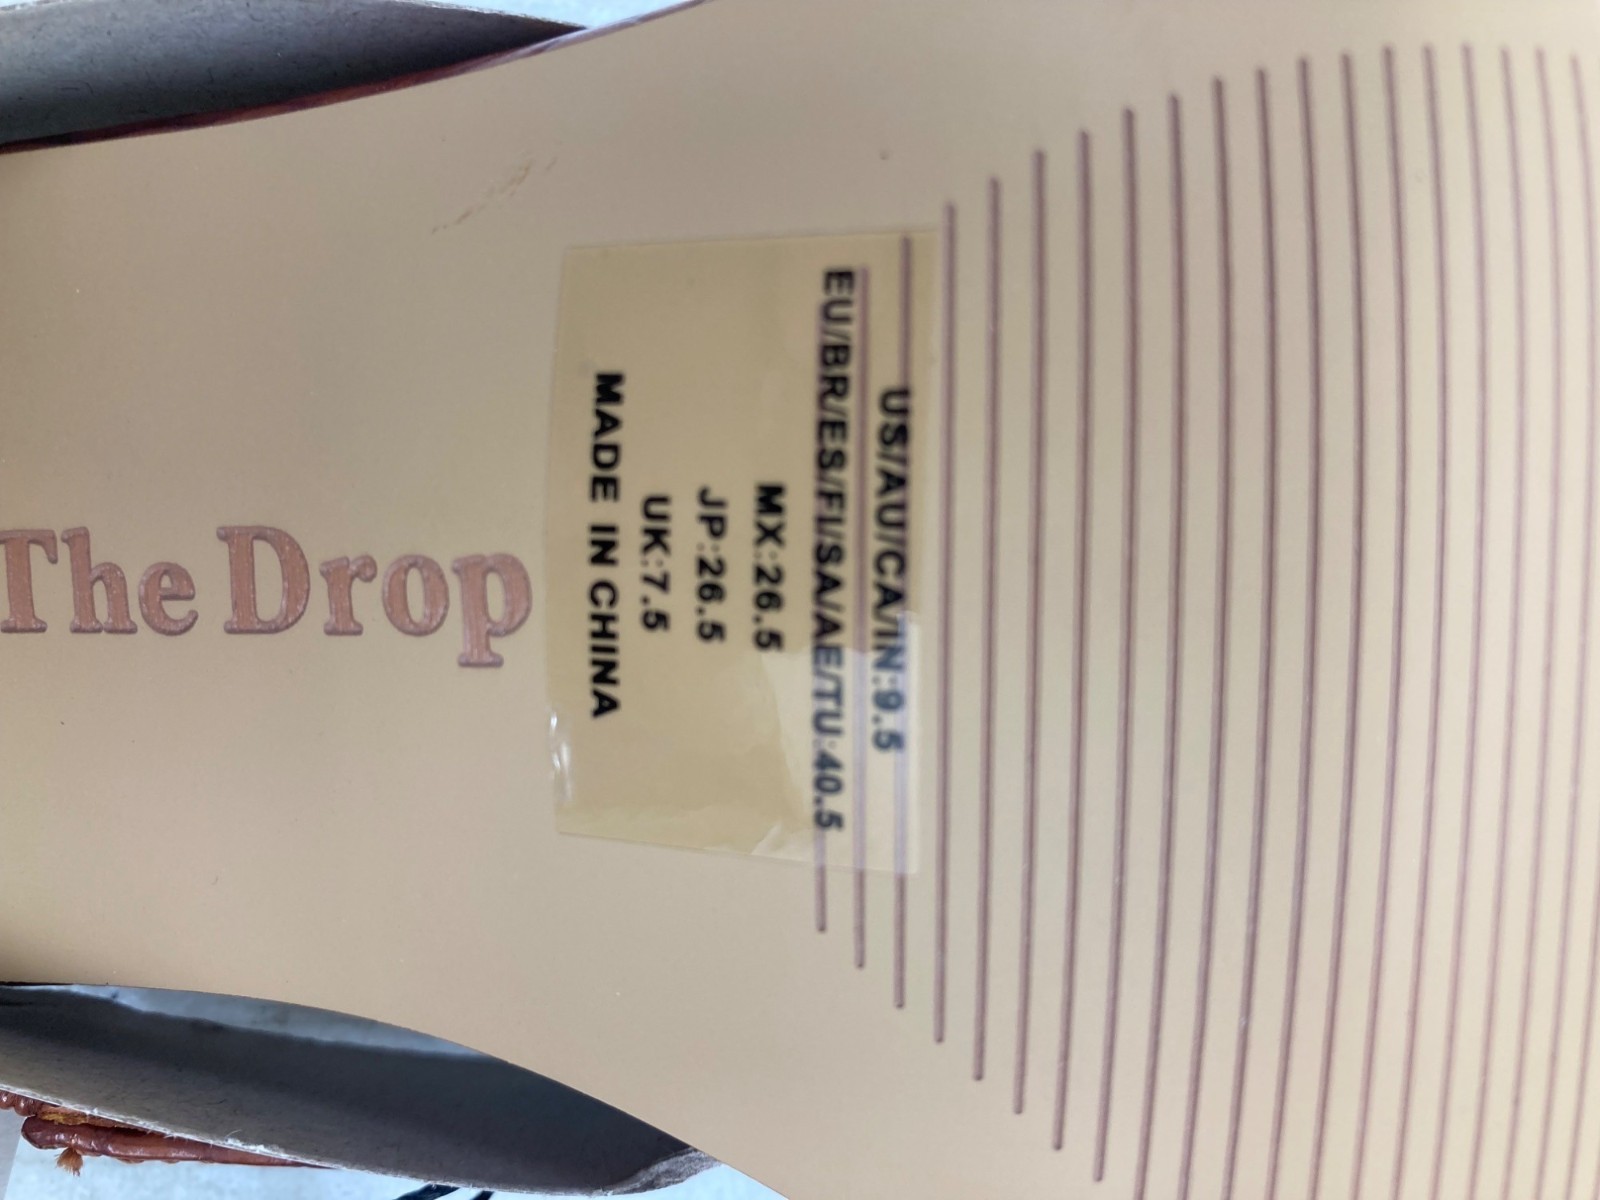 The Drop
US/AU/CA/IN:9.5
EU/BR/ES/FI/SA/AE/TU:40.5
MX:26.5
JP:26.5
UK:7.5
MADE IN CHINA